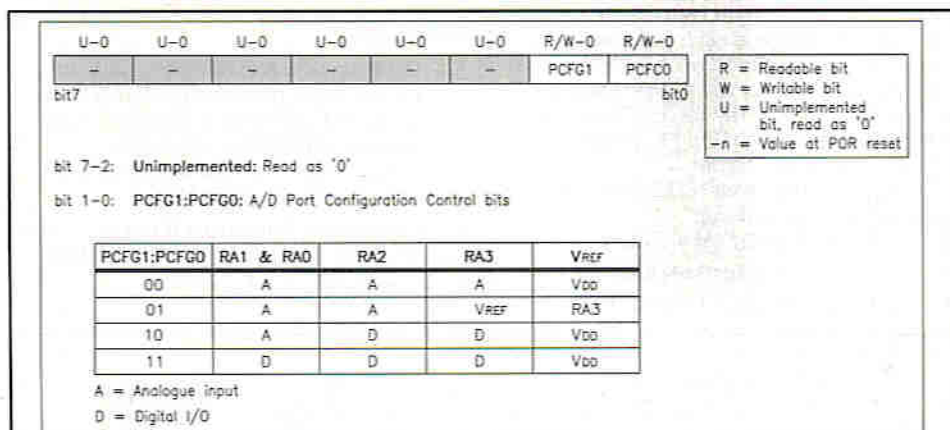 U-0 U-0 U-0 U-0 U-0 U-0 R/W-0 R/W-0
- - - - - - PCFG1 PCFG0
bit7 bit0
R = Readable bit
W = Writable bit
U = Unimplemented
bit, read as '0'
-n = Value at POR reset
bit 7-2: Unimplemented: Read as '0'
bit 1-0: PCFG1:PCFG0: A/D Port Configuration Control bits
PCFG1:PCFG0 RA1 & RA0 RA2 RA3 VREF
00 A A A VDD
01 A A VREF RA3
10 A D D VDD
11 D D D VDD
A = Analogue input
D = Digital I/O